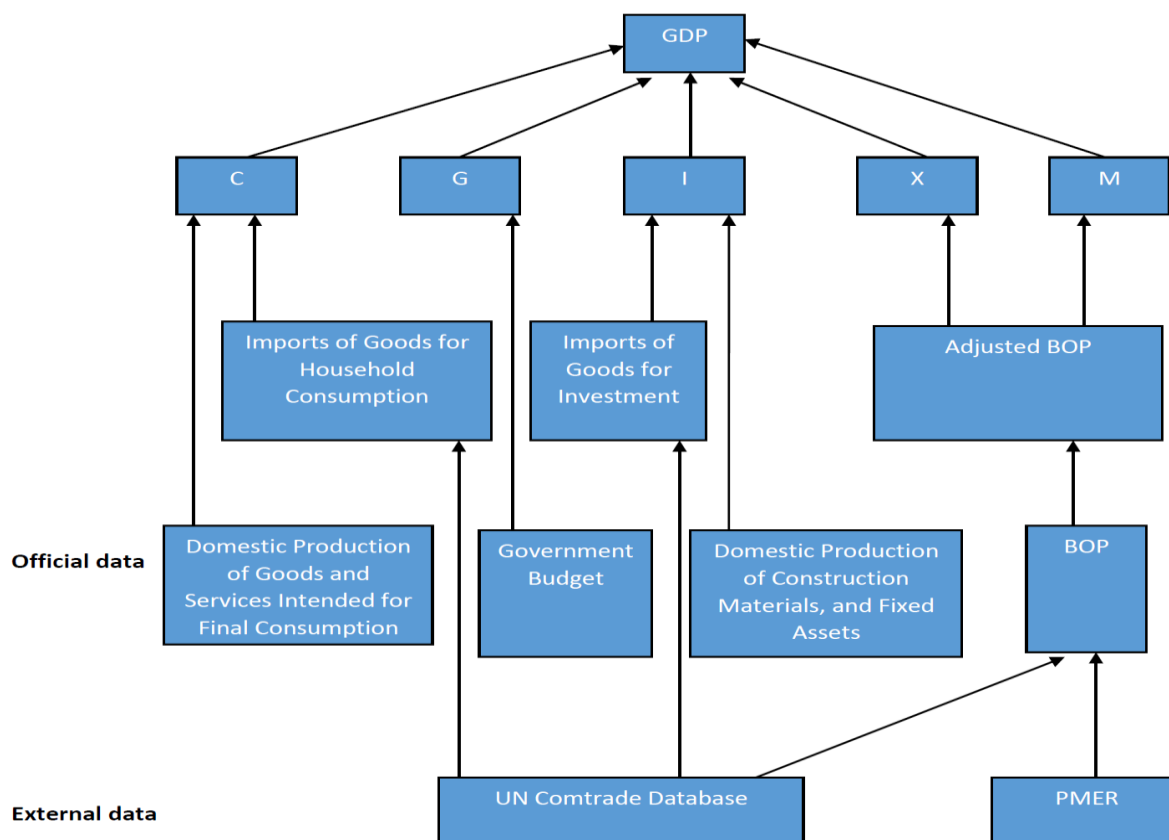 GDP
C
G
I
X
M
Imports of Goods for
Household
Consumption
Imports of
Goods for
Investment
Adjusted BOP
Official data
Domestic Production
of Goods and
Services Intended for
Final Consumption
Government
Budget
Domestic Production
of Construction
Materials, and Fixed
Assets
BOP
External data
UN Comtrade Database
PMER